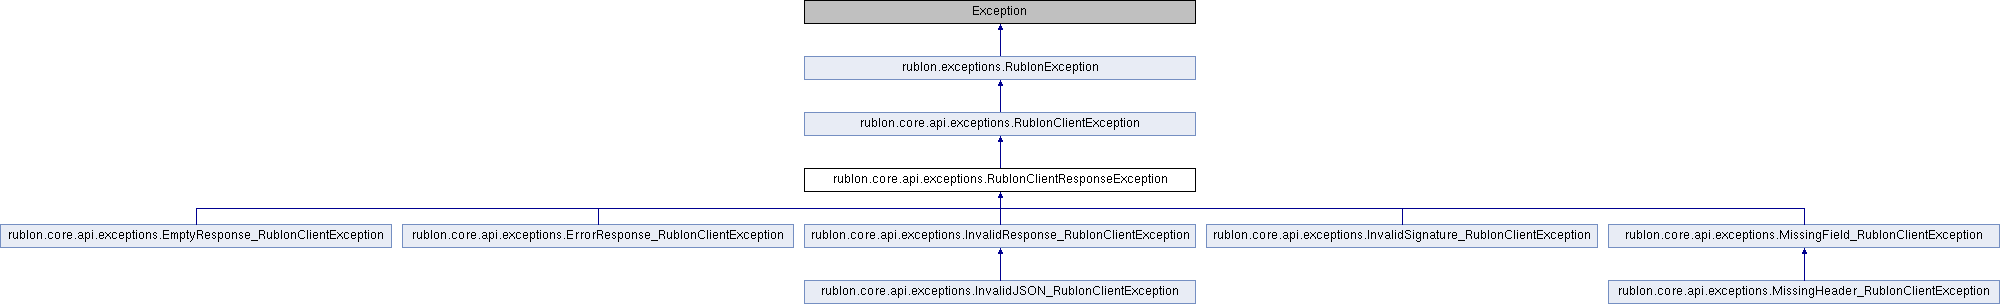 Exception
rublon.exceptions.RublonException
rublon.core.api.exceptions.RublonClientException
rublon.core.api.exceptions.RublonClientResponseException
rublon.core.api.exceptions.EmptyResponse_RublonClientException
rublon.core.api.exceptions.ErrorResponse_RublonClientException
rublon.core.api.exceptions.InvalidResponse_RublonClientException
rublon.core.api.exceptions.InvalidSignature_RublonClientException
rublon.core.api.exceptions.MissingField_RublonClientException
rublon.core.api.exceptions.InvalidJSON_RublonClientException
rublon.core.api.exceptions.MissingHeader_RublonClientException